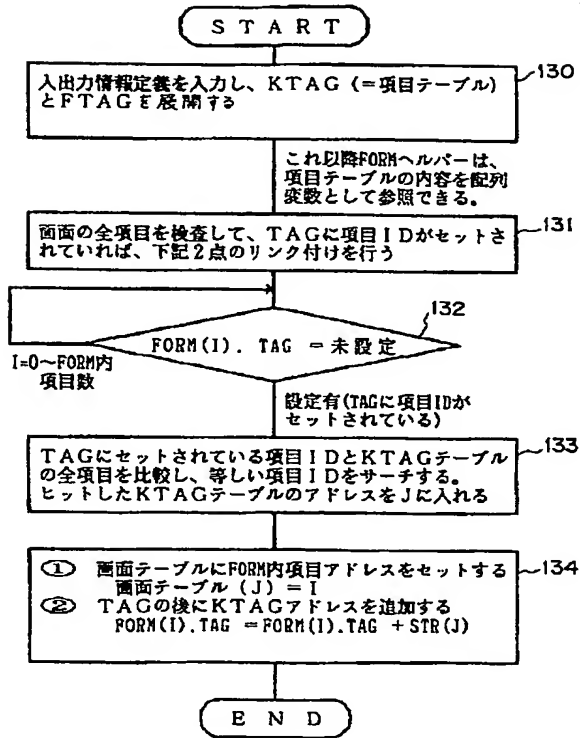 START
入出力情報定義を入力し、KTAG (=項目テーブル)
とFTAGを展開する
130
これ以降FORMヘルパーは、
項目テーブルの内容を配列
変数として参照できる。
画面の全項目を検査して、TAGに項目IDがセットさ
れていれば、下記2点のリンク付けを行う
131
132
FORM(I). TAG =未設定
I=0～FORM内
項目数
設定有(TAGに項目IDが
セットされている)
TAGにセットされている項目IDとKTAGテーブル
の全項目を比較し、等しい項目IDをサーチする。
ヒットしたKTAGテーブルのアドレスをJに入れる
133
① 画面テーブルにFORM内項目アドレスをセットする
画面テーブル (J) = I
② TAGの後にKTAGアドレスを追加する
FORM(I).TAG =FORM(I).TAG +STR(J)
134
END